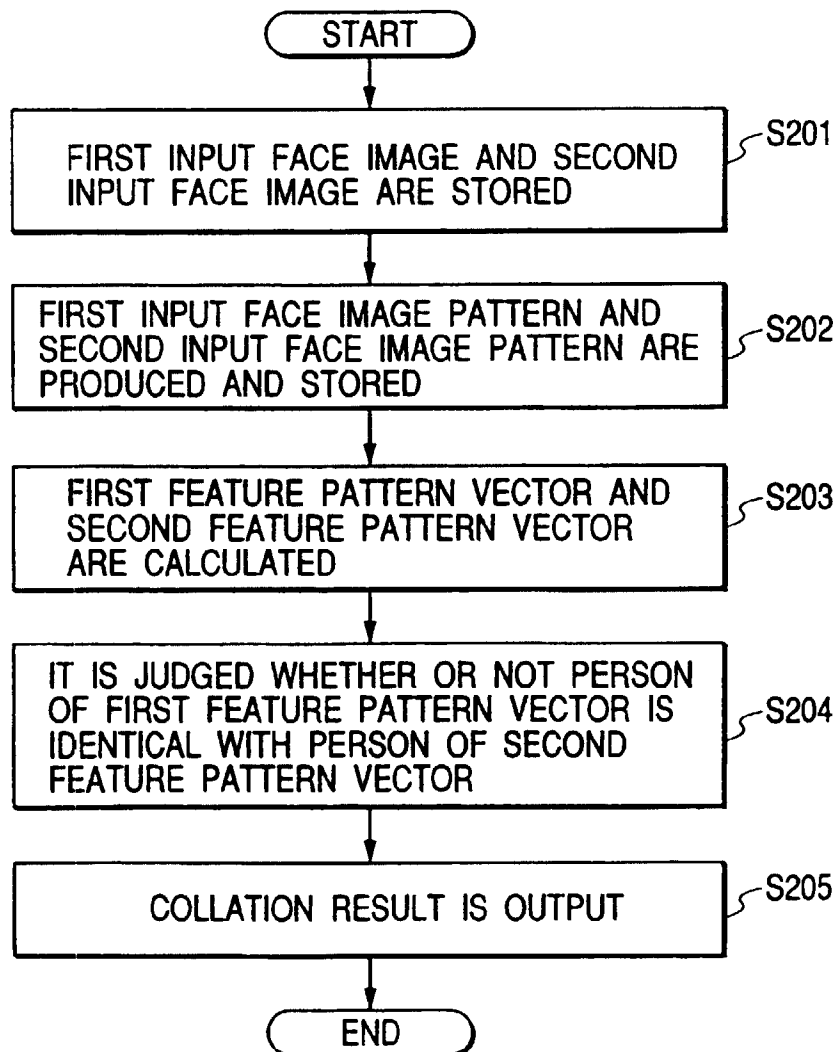 START
FIRST INPUT FACE IMAGE AND SECOND
INPUT FACE IMAGE ARE STORED
S201
FIRST INPUT FACE IMAGE PATTERN AND
SECOND INPUT FACE IMAGE PATTERN ARE
PRODUCED AND STORED
S202
FIRST FEATURE PATTERN VECTOR AND
SECOND FEATURE PATTERN VECTOR
ARE CALCULATED
S203
IT IS JUDGED WHETHER OR NOT PERSON
OF FIRST FEATURE PATTERN VECTOR IS
IDENTICAL WITH PERSON OF SECOND
FEATURE PATTERN VECTOR
S204
COLLATION RESULT IS OUTPUT
S205
END